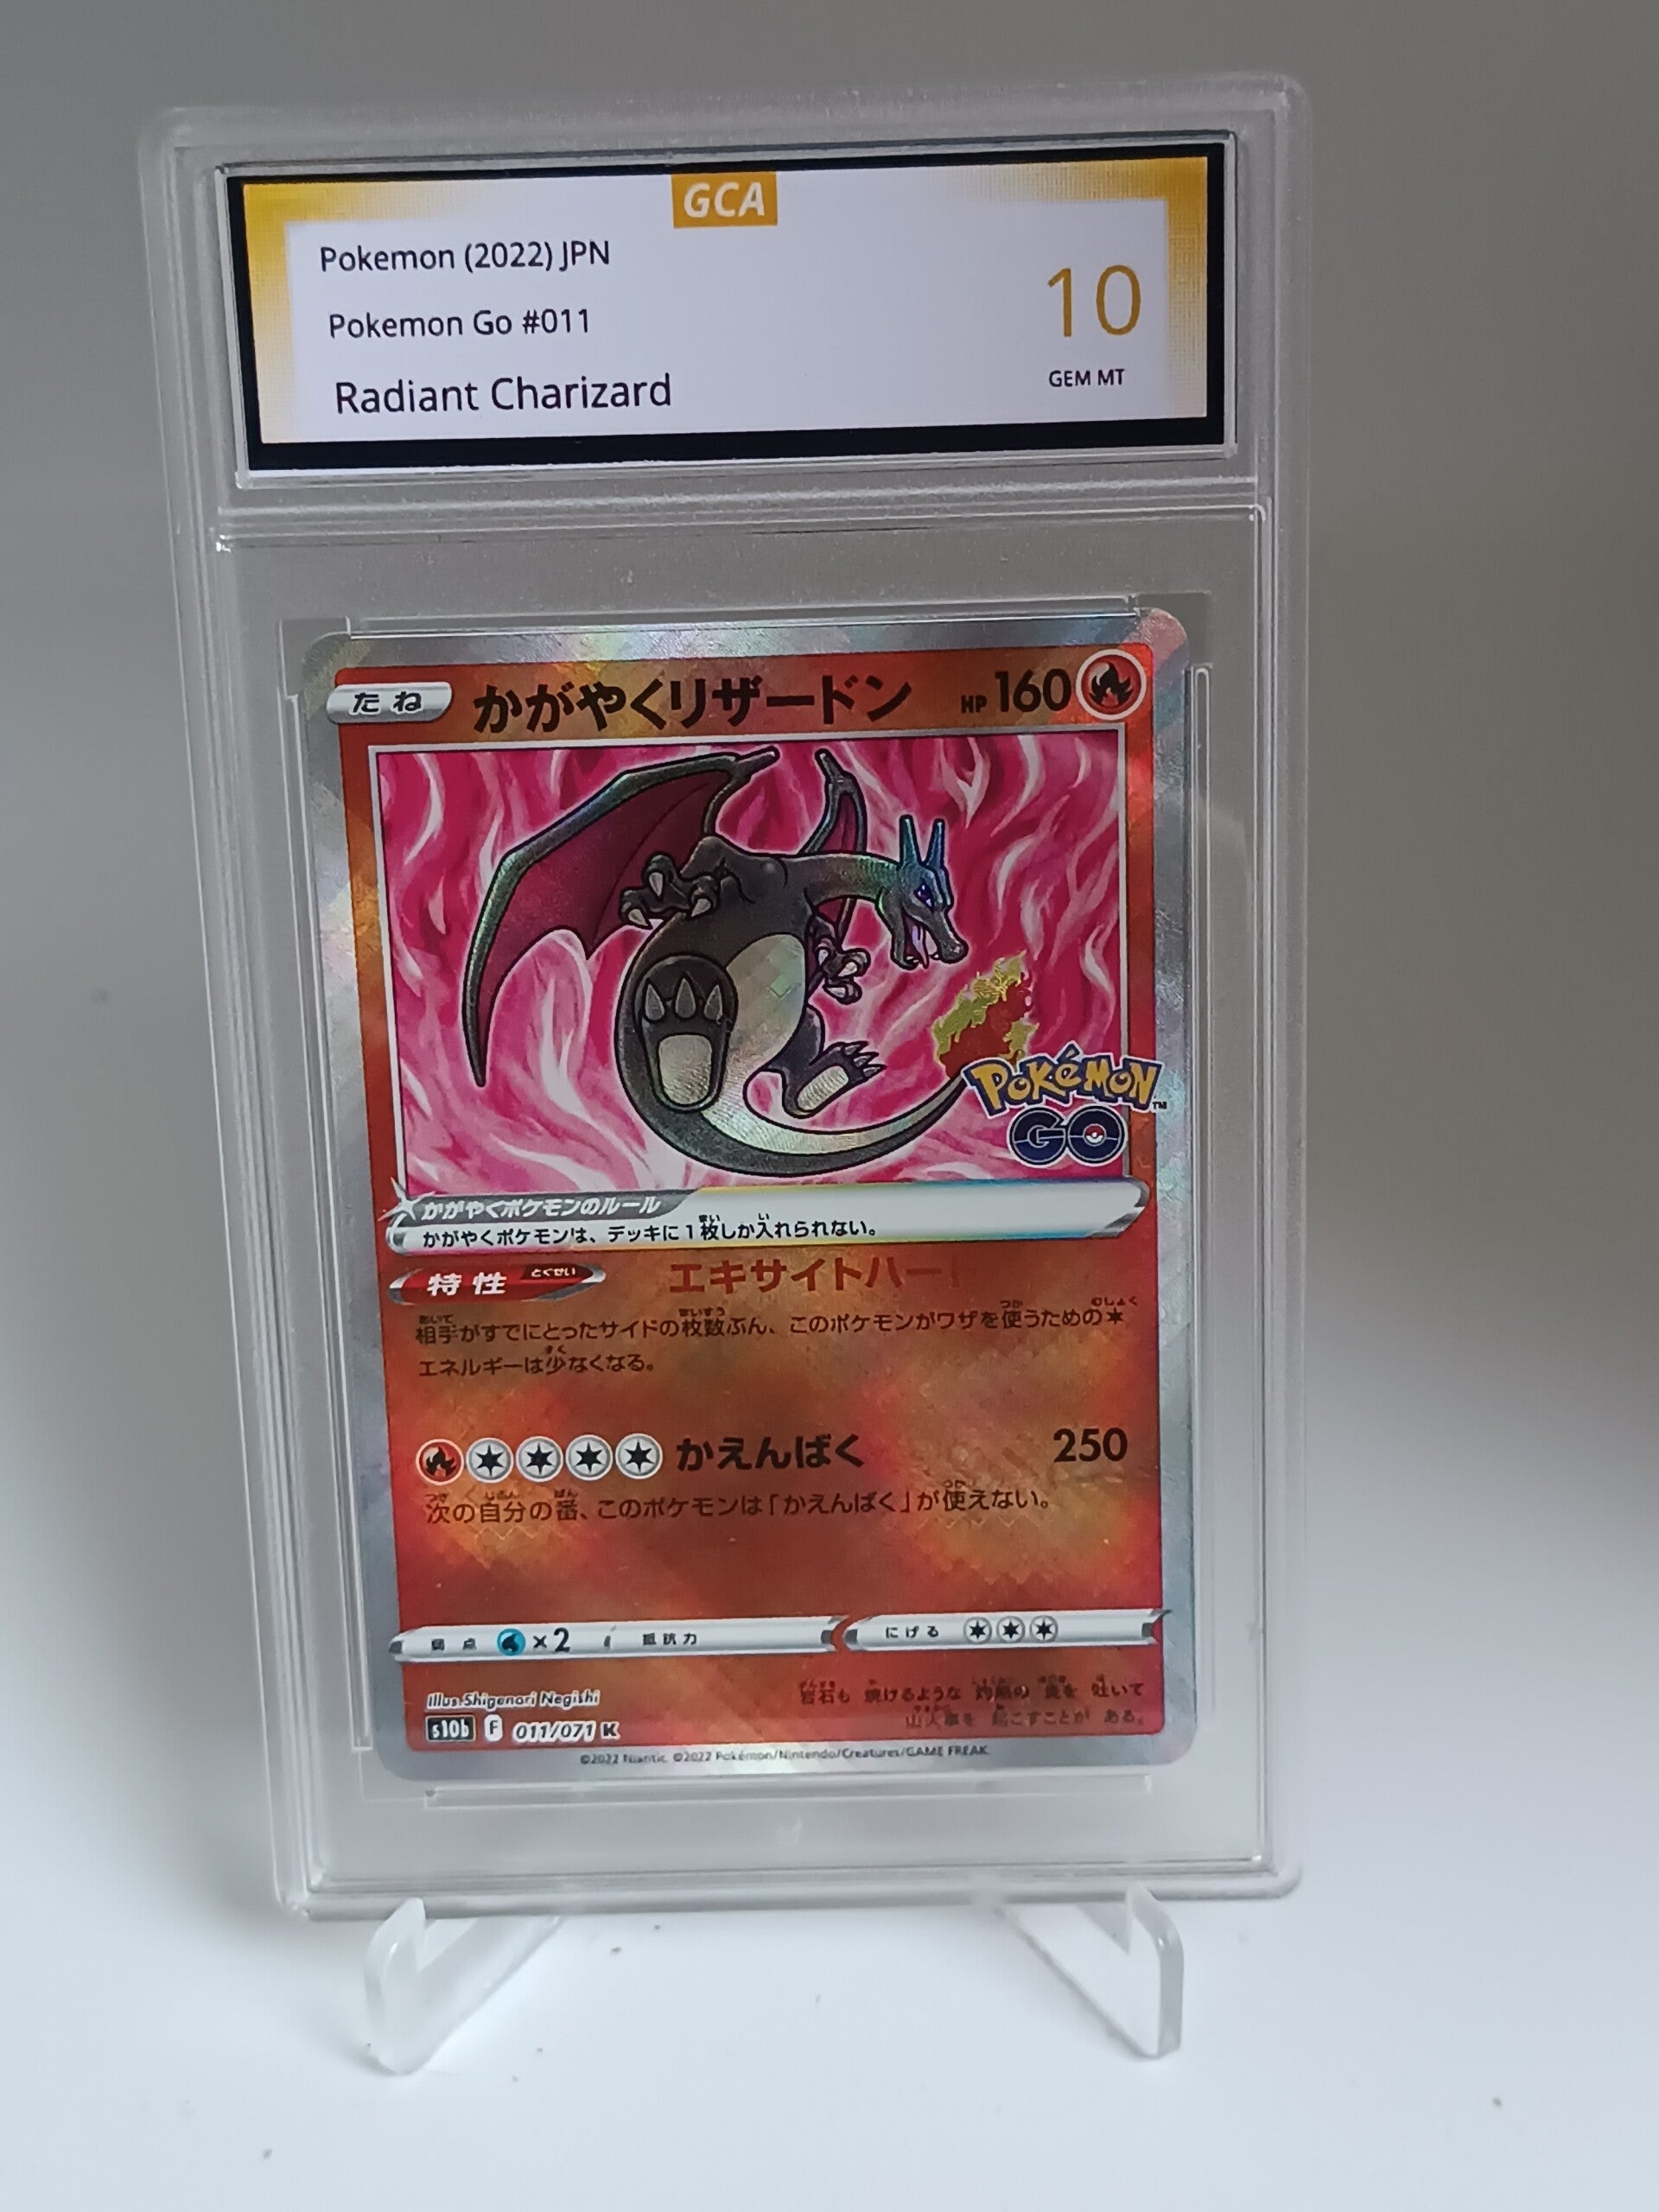 GCA
Pokemon (2022) JPN
Pokemon Go #011
10
GEM MT
Radiant Charizard
たね かがやくリザードン HP 160
POKéMON™
GO
かがやくポケモンのルール
かがやくポケモンは、デッキに1枚しか入れられない。
特性 とくせい エキサイトハー
相手がすでにとったサイドの枚数ぶん、このポケモンがワザを使うための
エネルギーは少なくなる。
かえんばく 250
次の自分の番、このポケモンは「かえんばく」が使えない。
弱点 ×2 抵抗力 にげる
Illus. Shigenori Negishi
岩石も 焼けるような 灼熱の 炎を 吐いて
山火事を 起こすことが ある。
s10b F 011/071 K
©2022 Niantic. ©2022 Pokémon/Nintendo/Creatures/GAME FREAK.